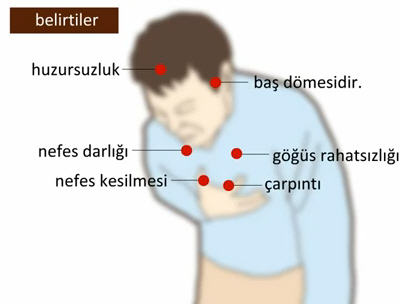 belirtiler
huzursuzluk
baş dömesidir.
nefes darlığı
göğüs rahatsızlığı
nefes kesilmesi
çarpıntı